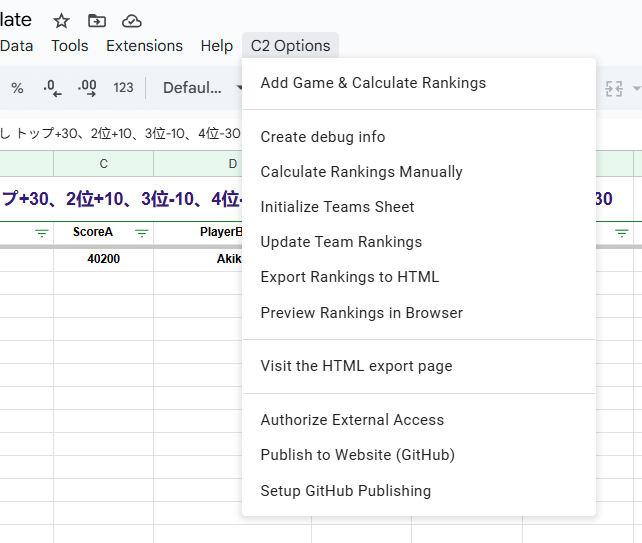 late
Data Tools Extensions Help C2 Options
% .0 .00 123 Defaul...
し トップ+30、2位+10、3位-10、4位-30
C D
プ+30、2位+10、3位-10、4位- 30
ScoreA PlayerB
40200 Akik
Add Game & Calculate Rankings
Create debug info
Calculate Rankings Manually
Initialize Teams Sheet
Update Team Rankings
Export Rankings to HTML
Preview Rankings in Browser
Visit the HTML export page
Authorize External Access
Publish to Website (GitHub)
Setup GitHub Publishing